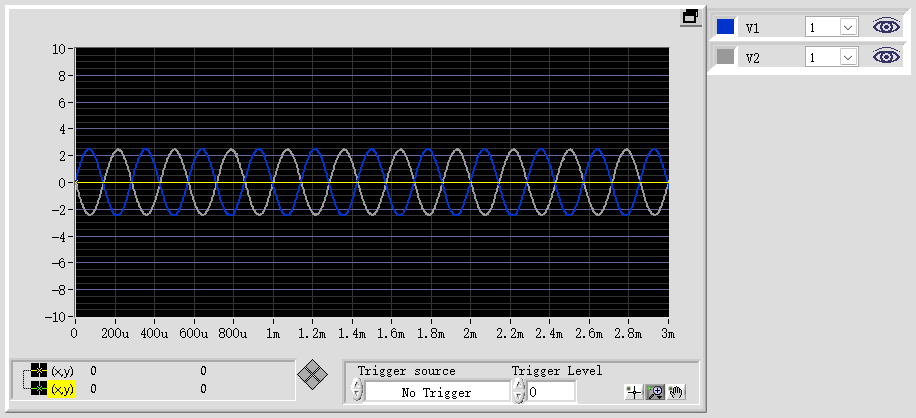 V1 1
V2 1
10
8
6
4
2
0
-2
-4
-6
-8
-10
0 200u 400u 600u 800u 1m 1.2m 1.4m 1.6m 1.8m 2m 2.2m 2.4m 2.6m 2.8m 3m
(x,y) 0 0
(x,y) 0 0
Trigger source Trigger Level
No Trigger 0